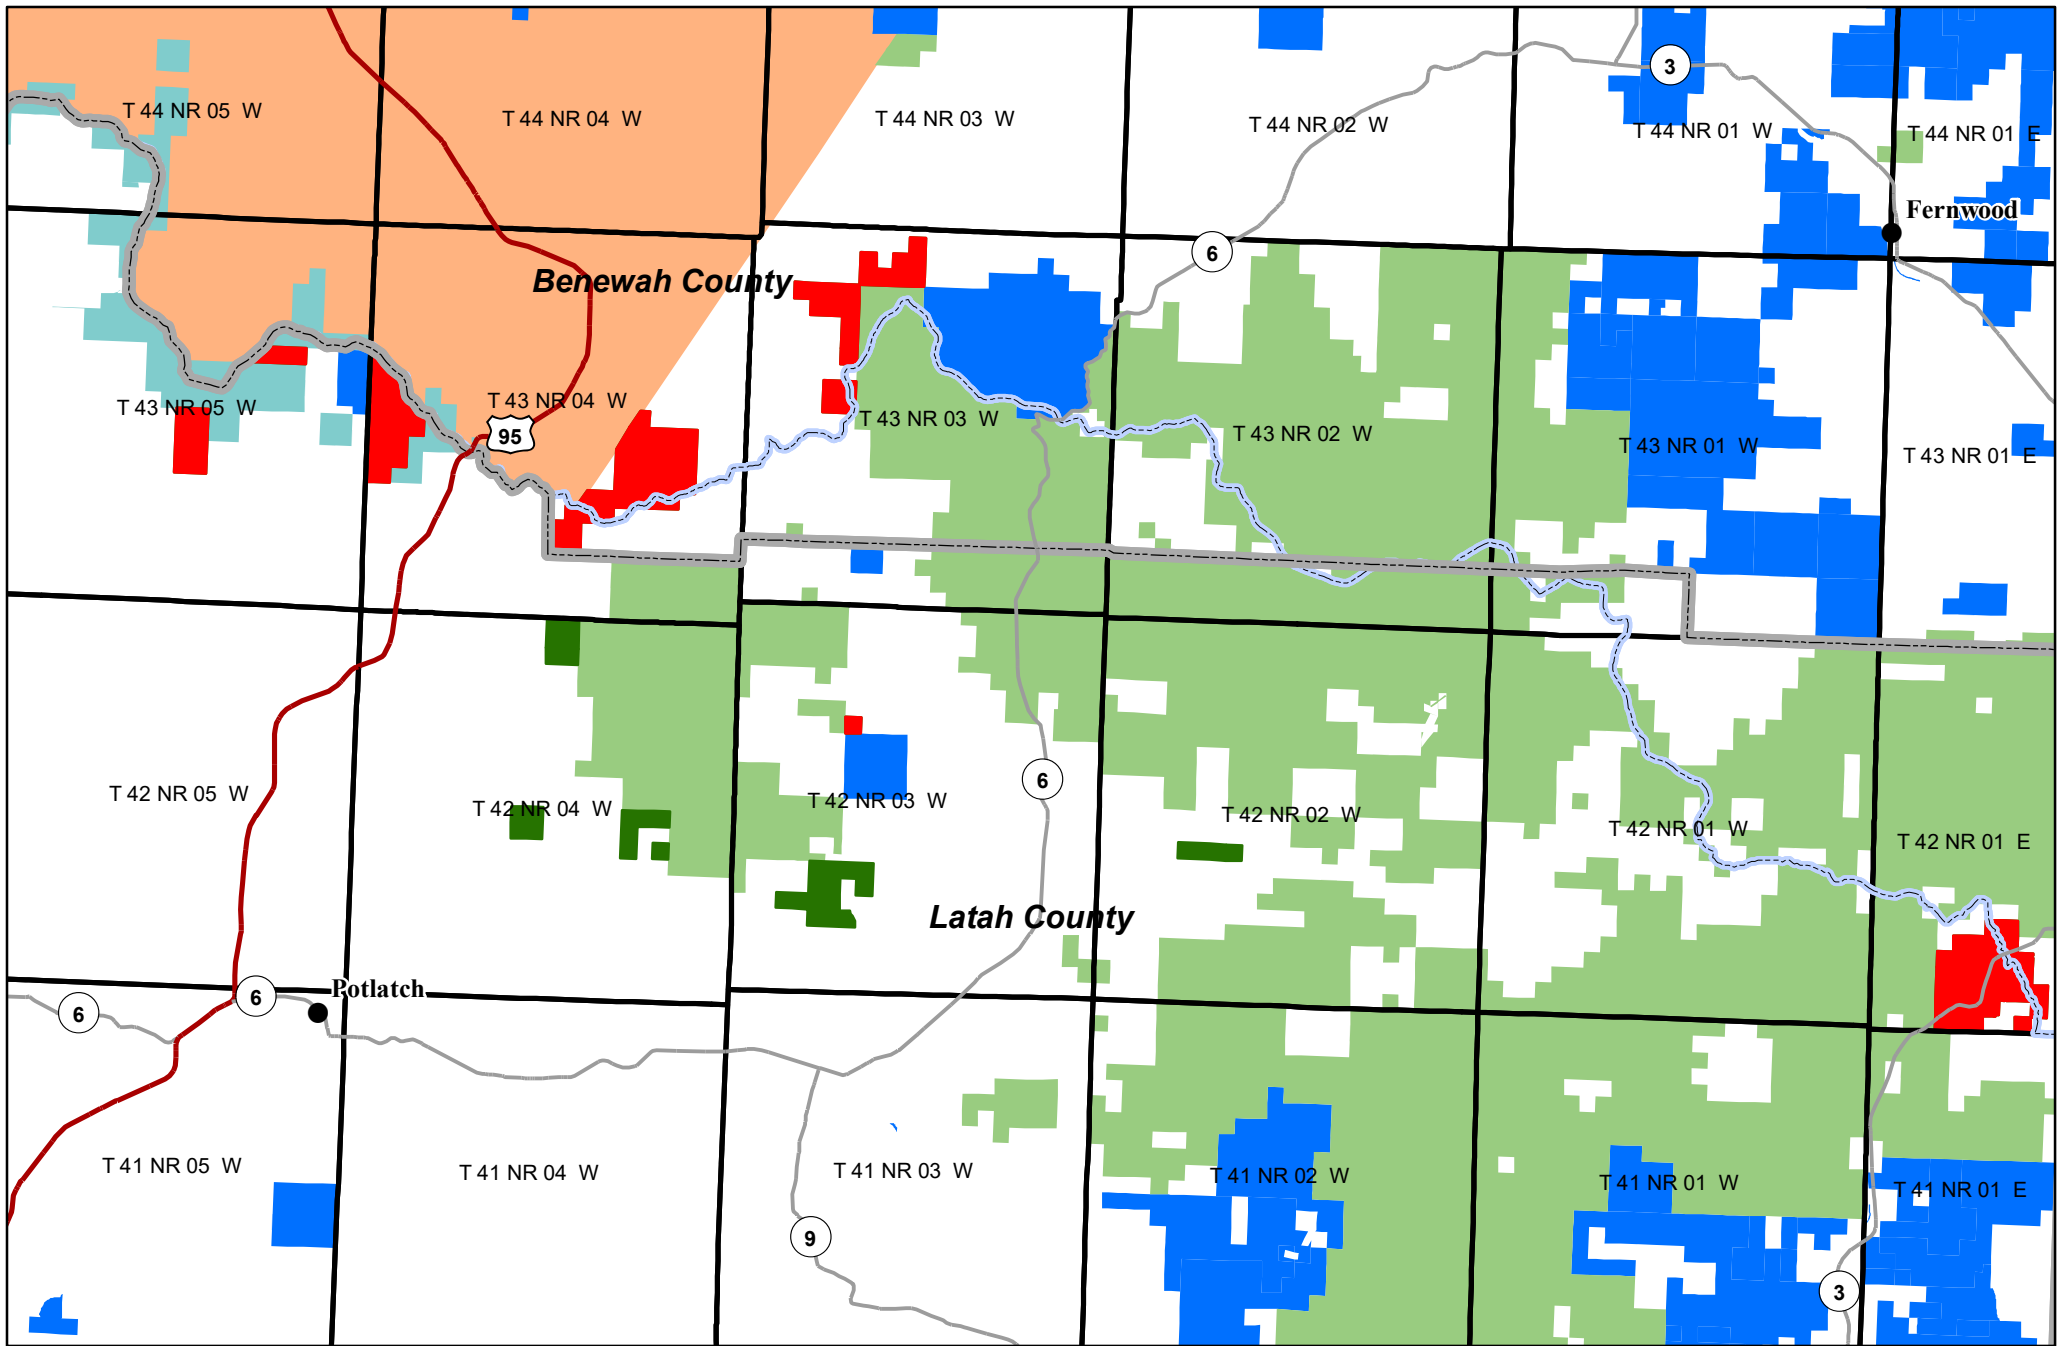 3
T 44 NR 05 W
T 44 NR 04 W
T 44 NR 03 W
T 44 NR 02 W
T 44 NR 01 W
T 44 NR 01 E
Fernwood
6
Benewah County
T 43 NR 05 W
T 43 NR 04 W
95
T 43 NR 03 W
T 43 NR 02 W
T 43 NR 01 W
T 43 NR 01 E
6
T 42 NR 05 W
T 42 NR 04 W
T 42 NR 03 W
T 42 NR 02 W
T 42 NR 01 W
T 42 NR 01 E
Latah County
6
6
Potlatch
T 41 NR 05 W
T 41 NR 04 W
T 41 NR 03 W
T 41 NR 02 W
T 41 NR 01 W
T 41 NR 01 E
9
3